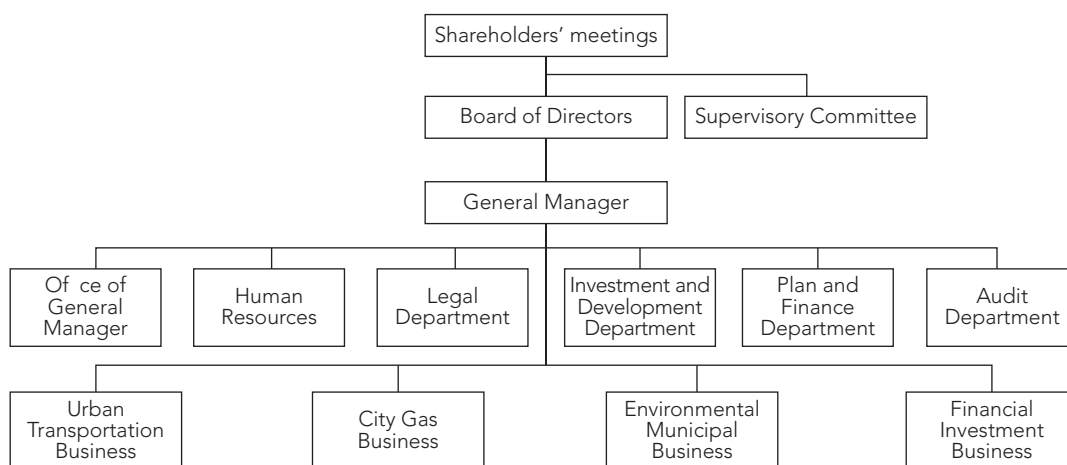 Shareholders’ meetings
Board of Directors
Supervisory Committee
General Manager
Of ce of
General
Manager
Human
Resources
Legal
Department
Investment and
Development
Department
Plan and
Finance
Department
Audit
Department
Urban
Transportation
Business
City Gas
Business
Environmental
Municipal
Business
Financial
Investment
Business